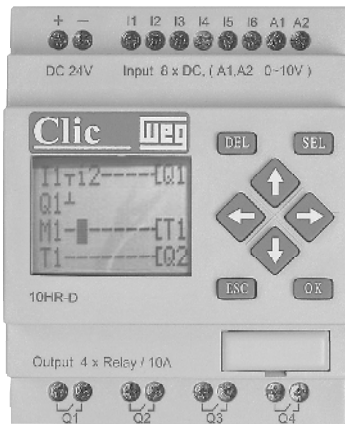 + − I1 I2 I3 I4 I5 I6 A1 A2
DC 24V Input 8 x DC, ( A1,A2 0~10V )
Clic WEG
DEL SEL
I1┬i2-----[Q1
Q1┴
M1-█-----[T1
T1-------[Q2
ESC OK
10HR-D
Output 4 x Relay / 10A
Q1 Q2 Q3 Q4